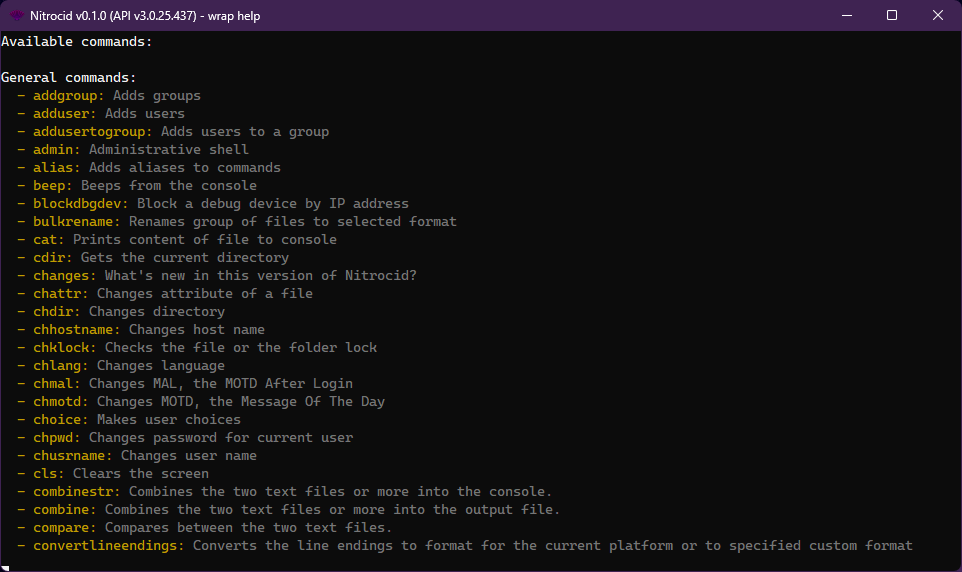 Nitrocid v0.1.0 (API v3.0.25.437) - wrap help
Available commands:
General commands:
- addgroup: Adds groups
- adduser: Adds users
- addusertogroup: Adds users to a group
- admin: Administrative shell
- alias: Adds aliases to commands
- beep: Beeps from the console
- blockdbgdev: Block a debug device by IP address
- bulkrename: Renames group of files to selected format
- cat: Prints content of file to console
- cdir: Gets the current directory
- changes: What's new in this version of Nitrocid?
- chattr: Changes attribute of a file
- chdir: Changes directory
- chhostname: Changes host name
- chklock: Checks the file or the folder lock
- chlang: Changes language
- chmal: Changes MAL, the MOTD After Login
- chmotd: Changes MOTD, the Message Of The Day
- choice: Makes user choices
- chpwd: Changes password for current user
- chusrname: Changes user name
- cls: Clears the screen
- combinestr: Combines the two text files or more into the console.
- combine: Combines the two text files or more into the output file.
- compare: Compares between the two text files.
- convertlineendings: Converts the line endings to format for the current platform or to specified custom format